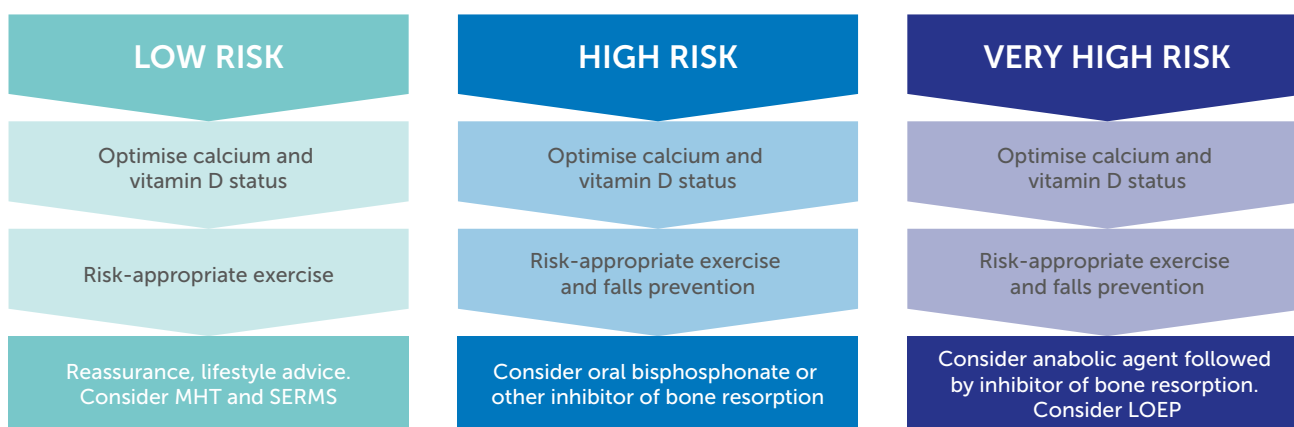 LOW RISK
Optimise calcium and
vitamin D status
Risk-appropriate exercise
Reassurance, lifestyle advice.
Consider MHT and SERMS
HIGH RISK
Optimise calcium and
vitamin D status
Risk-appropriate exercise
and falls prevention
Consider oral bisphosphonate or
other inhibitor of bone resorption
VERY HIGH RISK
Optimise calcium and
vitamin D status
Risk-appropriate exercise
and falls prevention
Consider anabolic agent followed
by inhibitor of bone resorption.
Consider LOEP